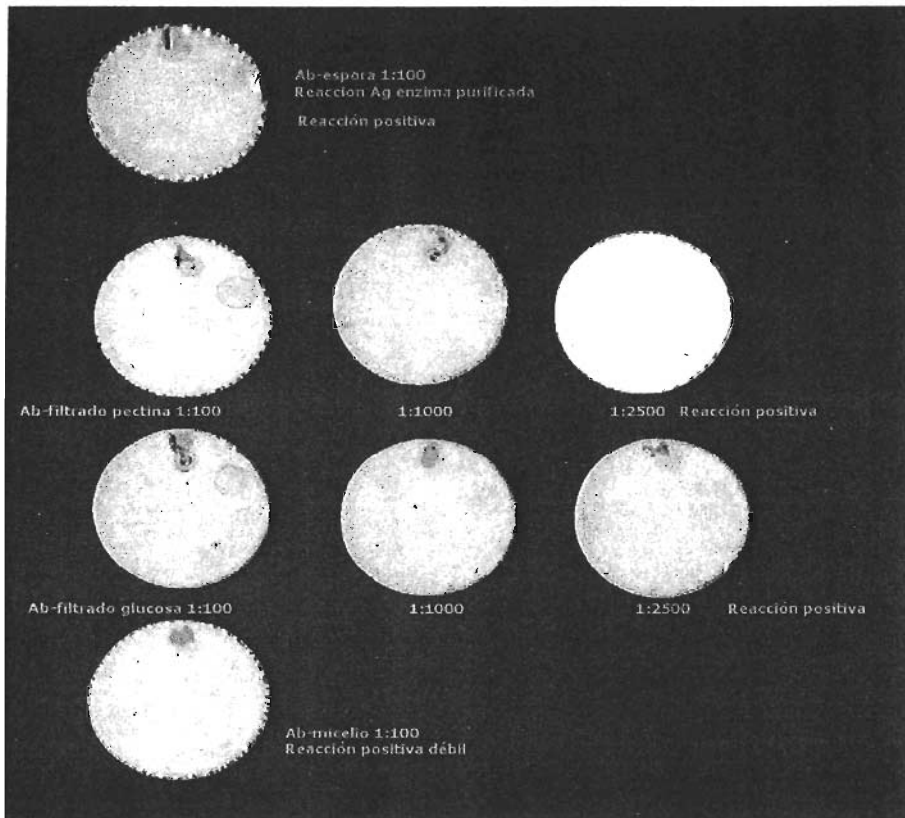 Ab-espora 1:100
Reaccion Ag enzima purificada
Reacción positiva
Ab-filtrado pectina 1:100 1:1000 1:2500 Reacción positiva
Ab-filtrado glucosa 1:100 1:1000 1:2500 Reacción positiva
Ab-micelio 1:100
Reacción positiva débil